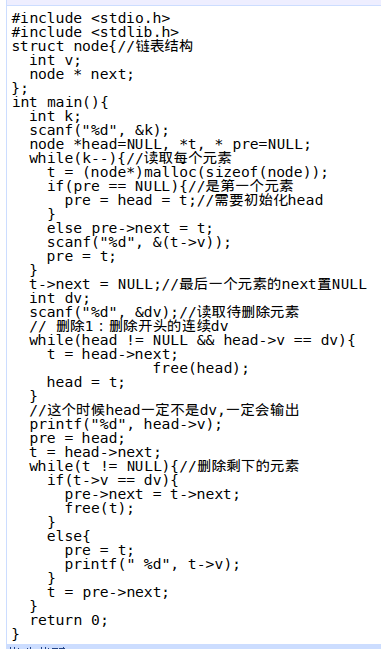 #include <stdio.h>
#include <stdlib.h>
struct node{//链表结构
  int v;
  node * next;
};
int main(){
  int k;
  scanf("%d", &k);
  node *head=NULL, *t, * pre=NULL;
  while(k--){//读取每个元素
    t = (node*)malloc(sizeof(node));
    if(pre == NULL){//是第一个元素
      pre = head = t;//需要初始化head
    }
    else pre->next = t;
    scanf("%d", &(t->v));
    pre = t;
  }
  t->next = NULL;//最后一个元素的next置NULL
  int dv;
  scanf("%d", &dv);//读取待删除元素
  // 删除1：删除开头的连续dv
  while(head != NULL && head->v == dv){
    t = head->next;
                free(head);
    head = t;
  }
  //这个时候head一定不是dv,一定会输出
  printf("%d", head->v);
  pre = head;
  t = head->next;
  while(t != NULL){//删除剩下的元素
    if(t->v == dv){
      pre->next = t->next;
      free(t);
    }
    else{
      pre = t;
      printf(" %d", t->v);
    }
    t = pre->next;
  }
  return 0;
}